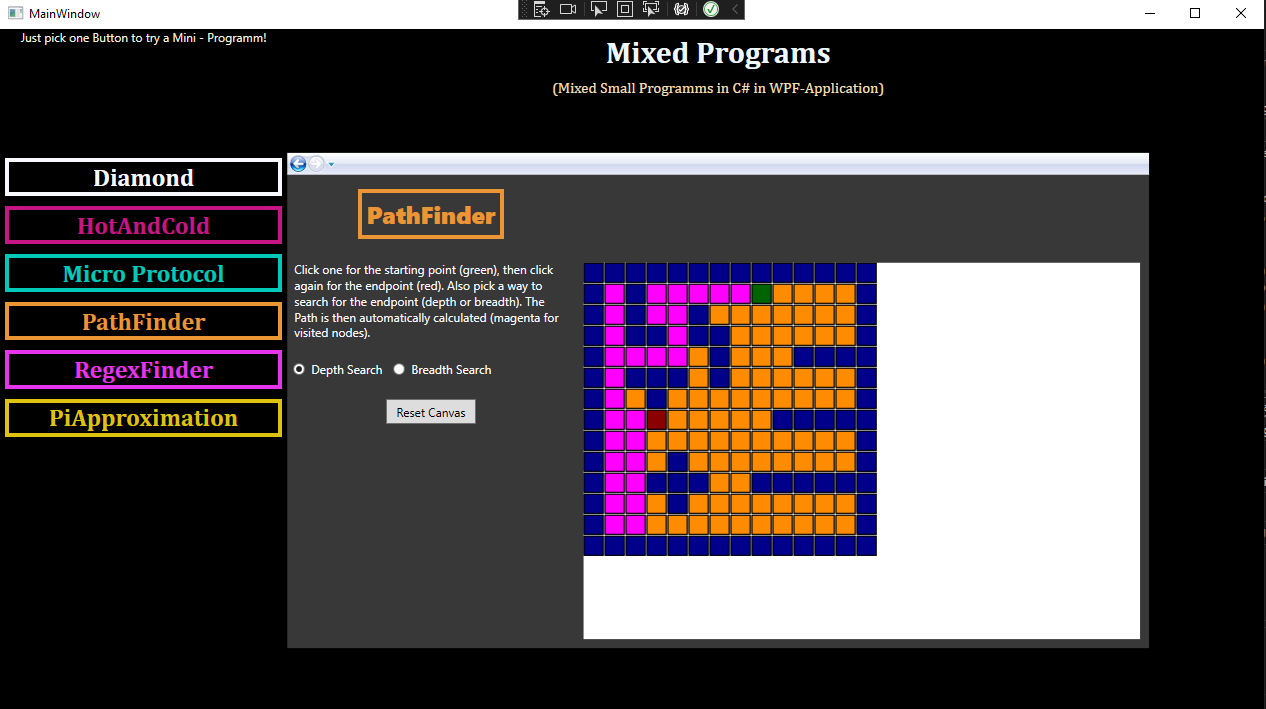 MainWindow
Just pick one Button to try a Mini - Programm!
Mixed Programs
(Mixed Small Programms in C# in WPF-Application)
Diamond
HotAndCold
Micro Protocol
PathFinder
RegexFinder
PiApproximation
PathFinder
Click one for the starting point (green), then click
again for the endpoint (red). Also pick a way to
search for the endpoint (depth or breadth). The
Path is then automatically calculated (magenta for
visited nodes).
Depth Search Breadth Search
Reset Canvas